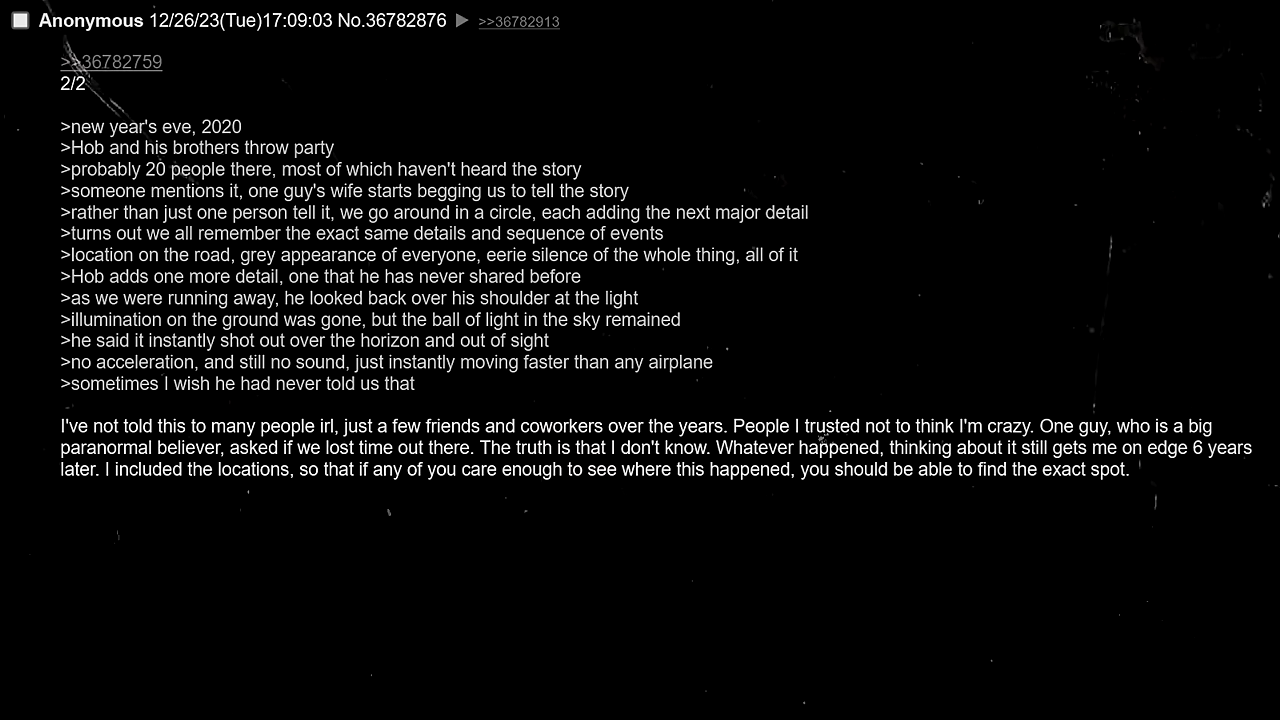 Anonymous 12/26/23(Tue)17:09:03 No.36782876 ▶ >>36782913
>>36782759
2/2
>new year's eve, 2020
>Hob and his brothers throw party
>probably 20 people there, most of which haven't heard the story
>someone mentions it, one guy's wife starts begging us to tell the story
>rather than just one person tell it, we go around in a circle, each adding the next major detail
>turns out we all remember the exact same details and sequence of events
>location on the road, grey appearance of everyone, eerie silence of the whole thing, all of it
>Hob adds one more detail, one that he has never shared before
>as we were running away, he looked back over his shoulder at the light
>illumination on the ground was gone, but the ball of light in the sky remained
>he said it instantly shot out over the horizon and out of sight
>no acceleration, and still no sound, just instantly moving faster than any airplane
>sometimes I wish he had never told us that
I've not told this to many people irl, just a few friends and coworkers over the years. People I trusted not to think I'm crazy. One guy, who is a big
paranormal believer, asked if we lost time out there. The truth is that I don't know. Whatever happened, thinking about it still gets me on edge 6 years
later. I included the locations, so that if any of you care enough to see where this happened, you should be able to find the exact spot.